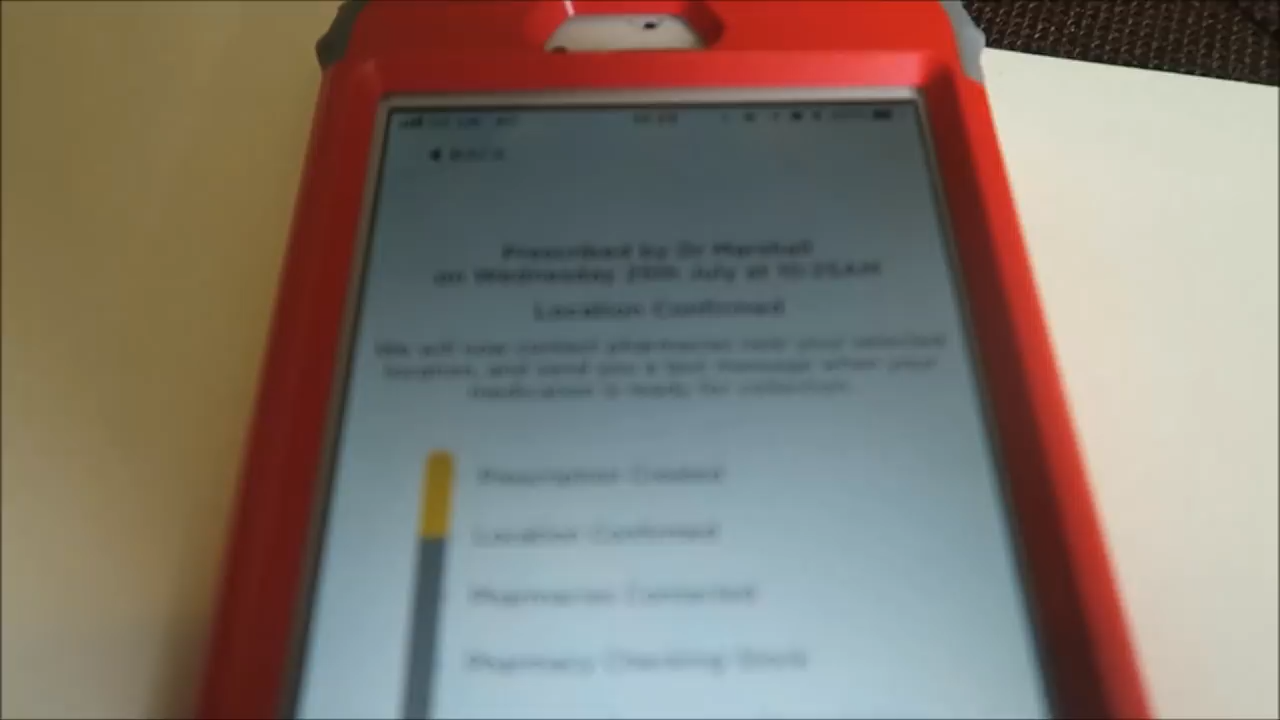 BACK
Prescribed by Dr Marshall
on Wednesday July at 10:25AM
Location Confirmed
We will now contact pharmacies near your selected
location, and send you a text message when your
medication is ready for collection.
Prescription Created
Location Confirmed
Pharmacies Contacted
Pharmacy Checking Stock